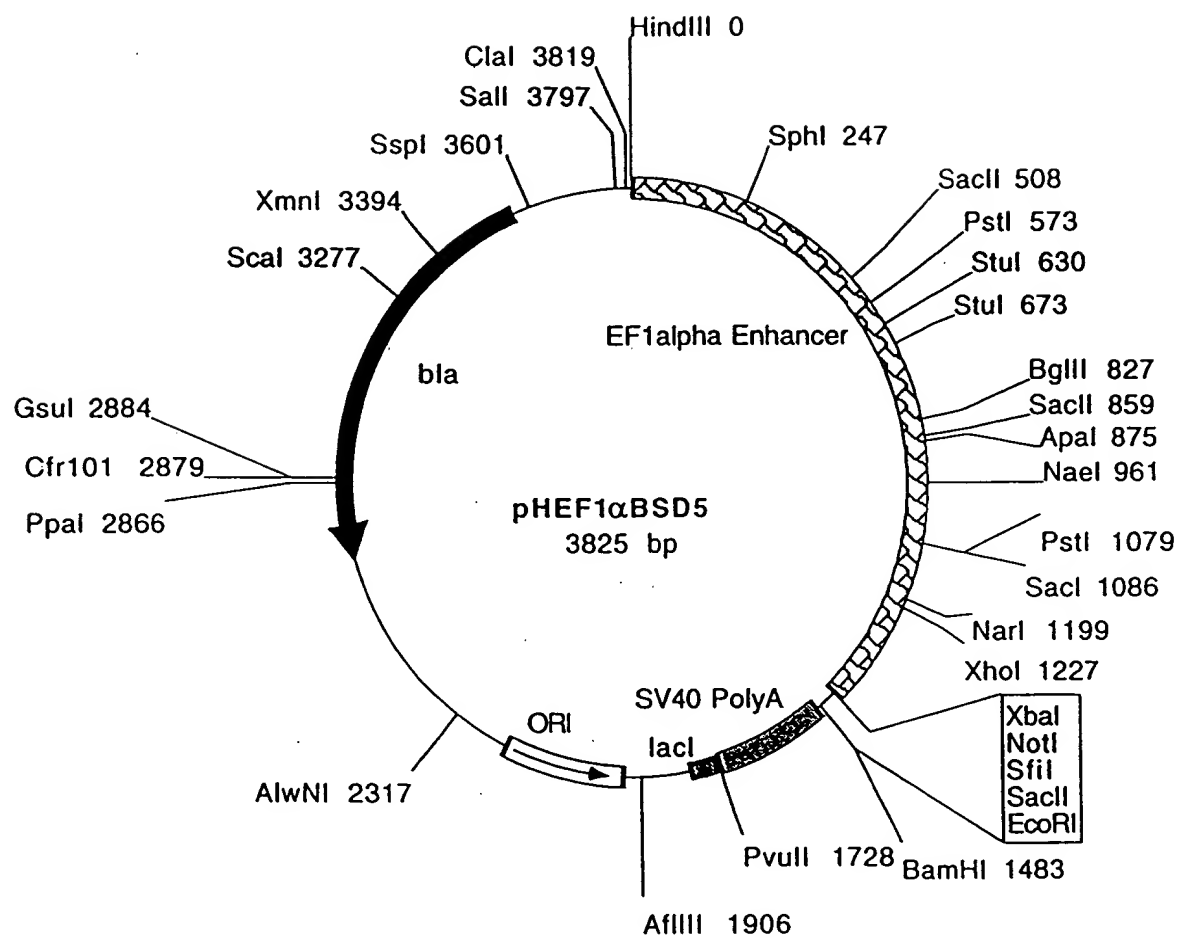 HindIII 0
ClaI 3819
SalI 3797
SspI 3601
XmnI 3394
ScaI 3277
SphI 247
SacII 508
PstI 573
StuI 630
StuI 673
EF1alpha Enhancer
bla
BglII 827
SacII 859
ApaI 875
NaeI 961
GsuI 2884
Cfr101 2879
PpaI 2866
pHEF1αBSD5
3825 bp
PstI 1079
SacI 1086
NarI 1199
XhoI 1227
SV40 PolyA
lacI
ORI
XbaI
NotI
SfiI
SacII
EcoRI
AlwNI 2317
PvuII 1728
BamHI 1483
AflIII 1906